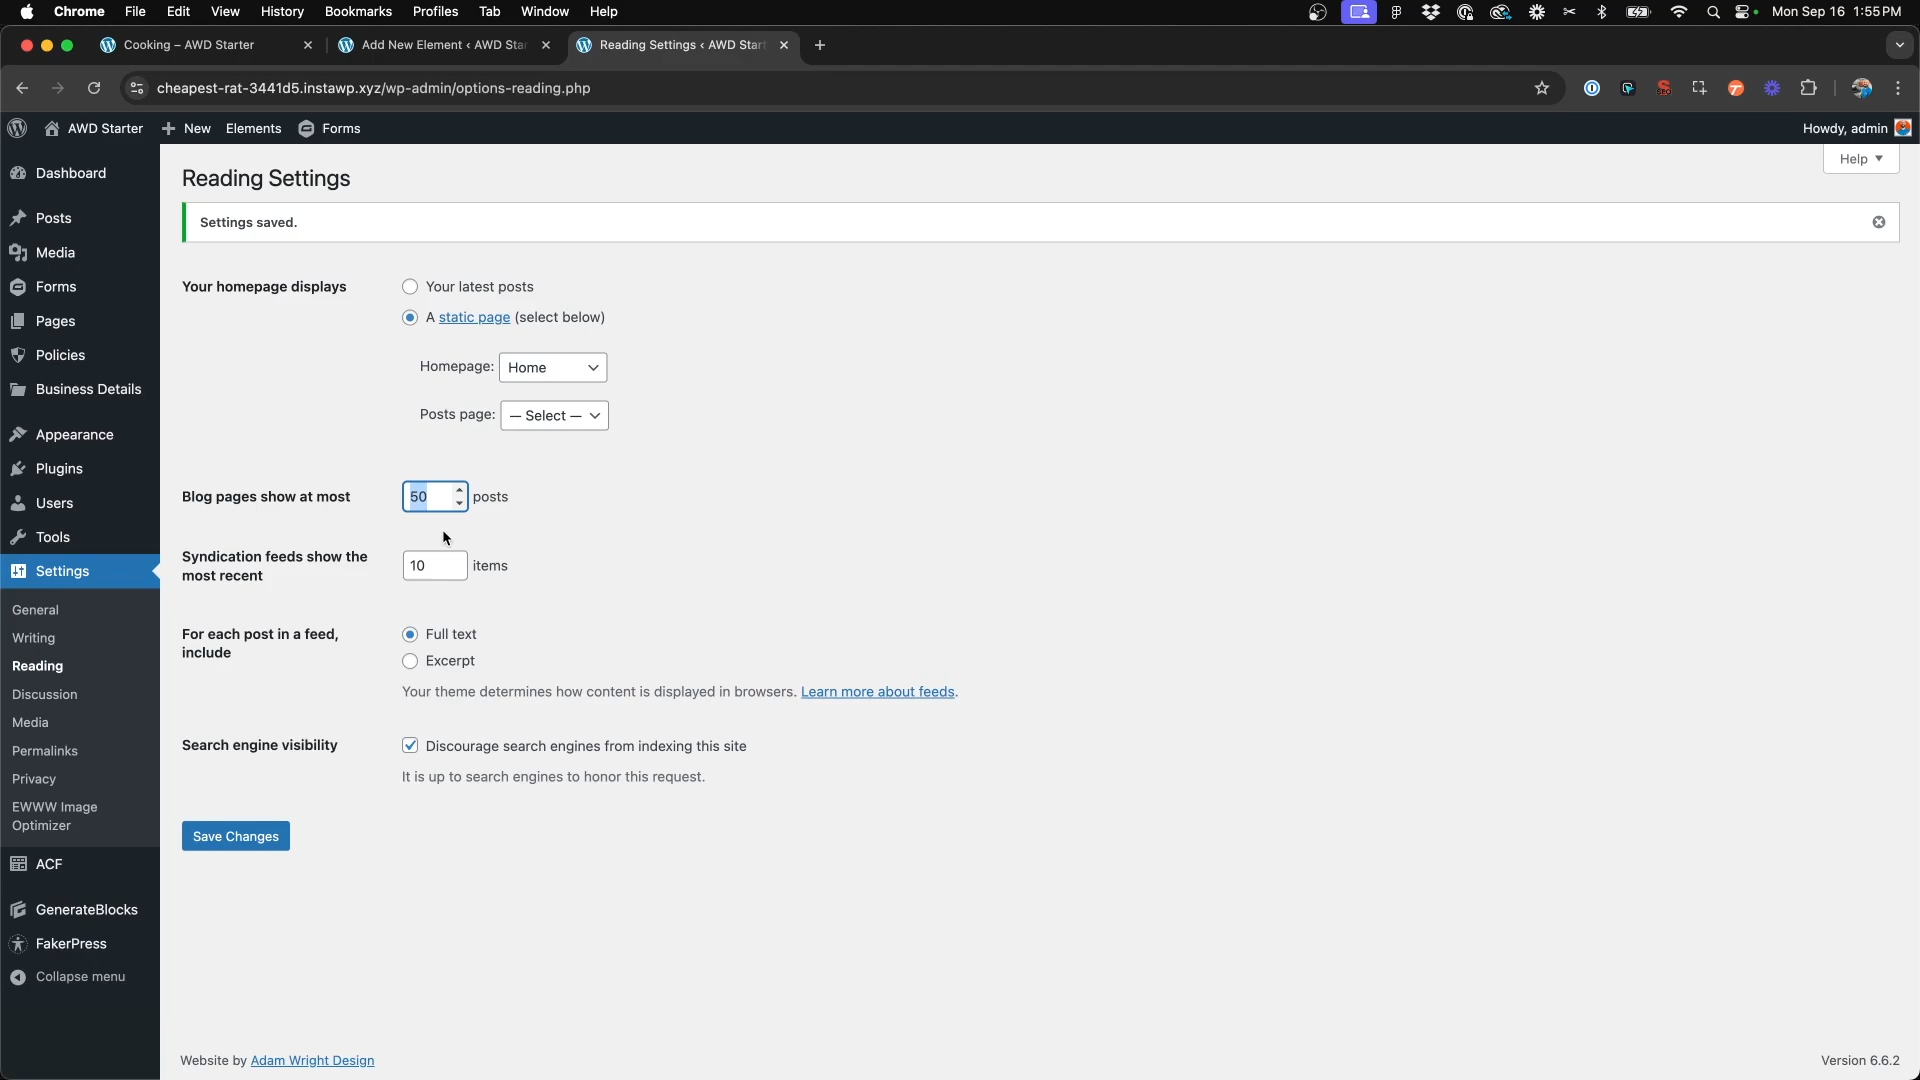 Chrome File Edit View History Bookmarks Profiles Tab Window Help Mon Sep 16 1:55 PM
Cooking – AWD Starter Add New Element ‹ AWD Star Reading Settings ‹ AWD Start
cheapest-rat-3441d5.instawp.xyz/wp-admin/options-reading.php
AWD Starter New Elements Forms Howdy, admin
Help
Dashboard
Posts
Media
Forms
Pages
Policies
Business Details
Appearance
Plugins
Users
Tools
Settings
General
Writing
Reading
Discussion
Media
Permalinks
Privacy
EWWW Image
Optimizer
ACF
GenerateBlocks
FakerPress
Collapse menu
Reading Settings
Settings saved.
Your homepage displays
Your latest posts
A static page (select below)
Homepage: Home
Posts page: — Select —
Blog pages show at most 50 posts
Syndication feeds show the
most recent
10 items
For each post in a feed,
include
Full text
Excerpt
Your theme determines how content is displayed in browsers. Learn more about feeds.
Search engine visibility
Discourage search engines from indexing this site
It is up to search engines to honor this request.
Save Changes
Website by Adam Wright Design
Version 6.6.2